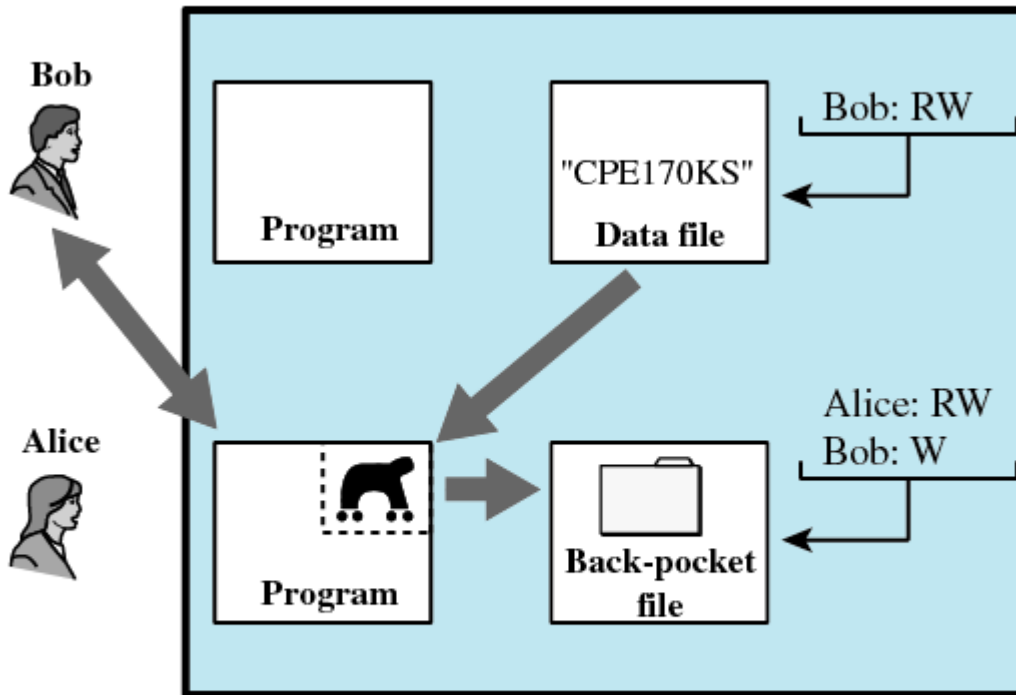 Bob
Program
"CPE170KS"
Data file
Bob: RW
Alice
Program
Back-pocket
file
Alice: RW
Bob: W